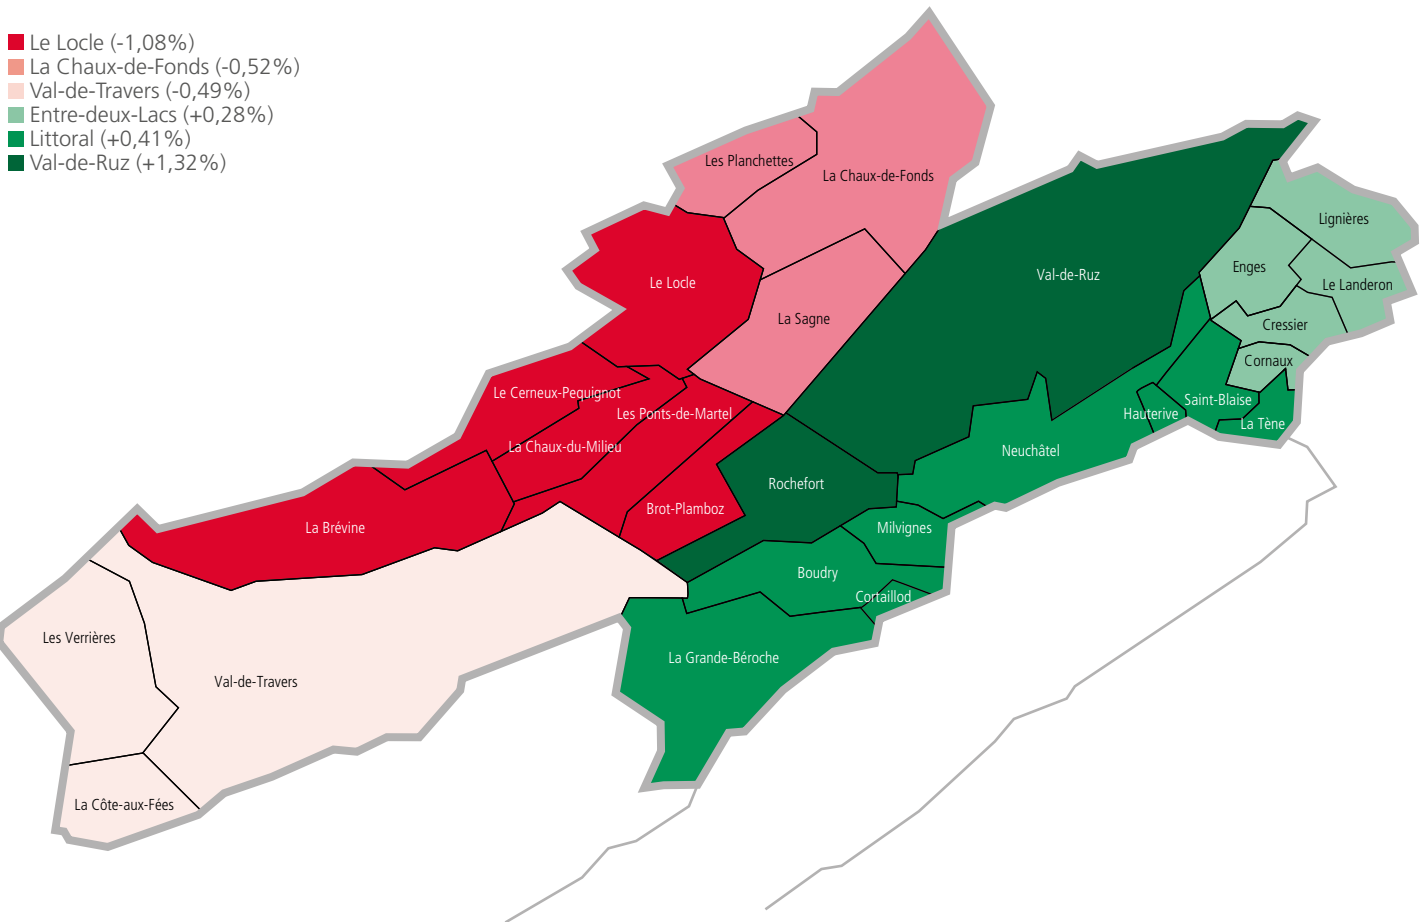 Le Locle (-1,08%)
La Chaux-de-Fonds (-0,52%)
Val-de-Travers (-0,49%)
Entre-deux-Lacs (+0,28%)
Littoral (+0,41%)
Val-de-Ruz (+1,32%)
Les Planchettes
La Chaux-de-Fonds
Lignières
Enges
Val-de-Ruz
Le Locle
Le Landeron
La Sagne
Cressier
Cornaux
Le Cerneux-Pequignot
Saint-Blaise
Les Ponts-de-Martel
Hauterive
La Tène
La Chaux-du-Milieu
Neuchâtel
Rochefort
Brot-Plamboz
La Brévine
Milvignes
Boudry
Cortaillod
Les Verrières
La Grande-Béroche
Val-de-Travers
La Côte-aux-Fées